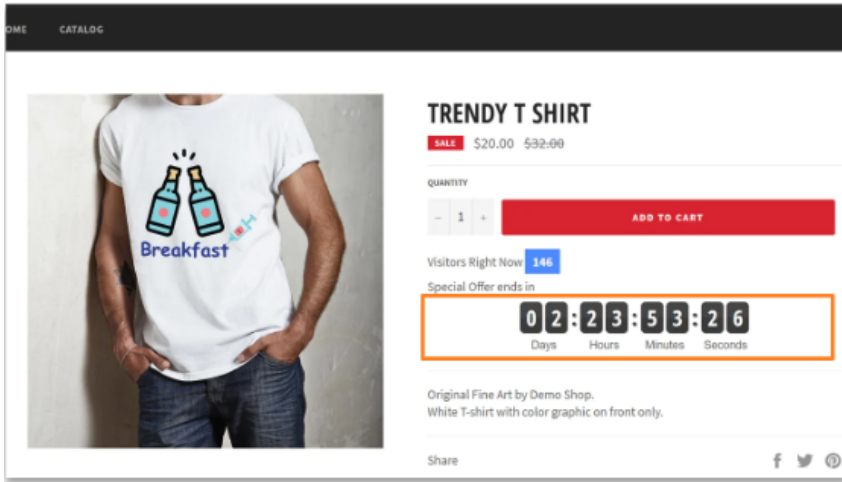 OME CATALOG
Breakfast
TRENDY T SHIRT
SALE $20.00 $32.00
QUANTITY
- 1 + ADD TO CART
Visitors Right Now 146
Special Offer ends in
02:23:53:26
Days Hours Minutes Seconds
Original Fine Art by Demo Shop.
White T-shirt with color graphic on front only.
Share